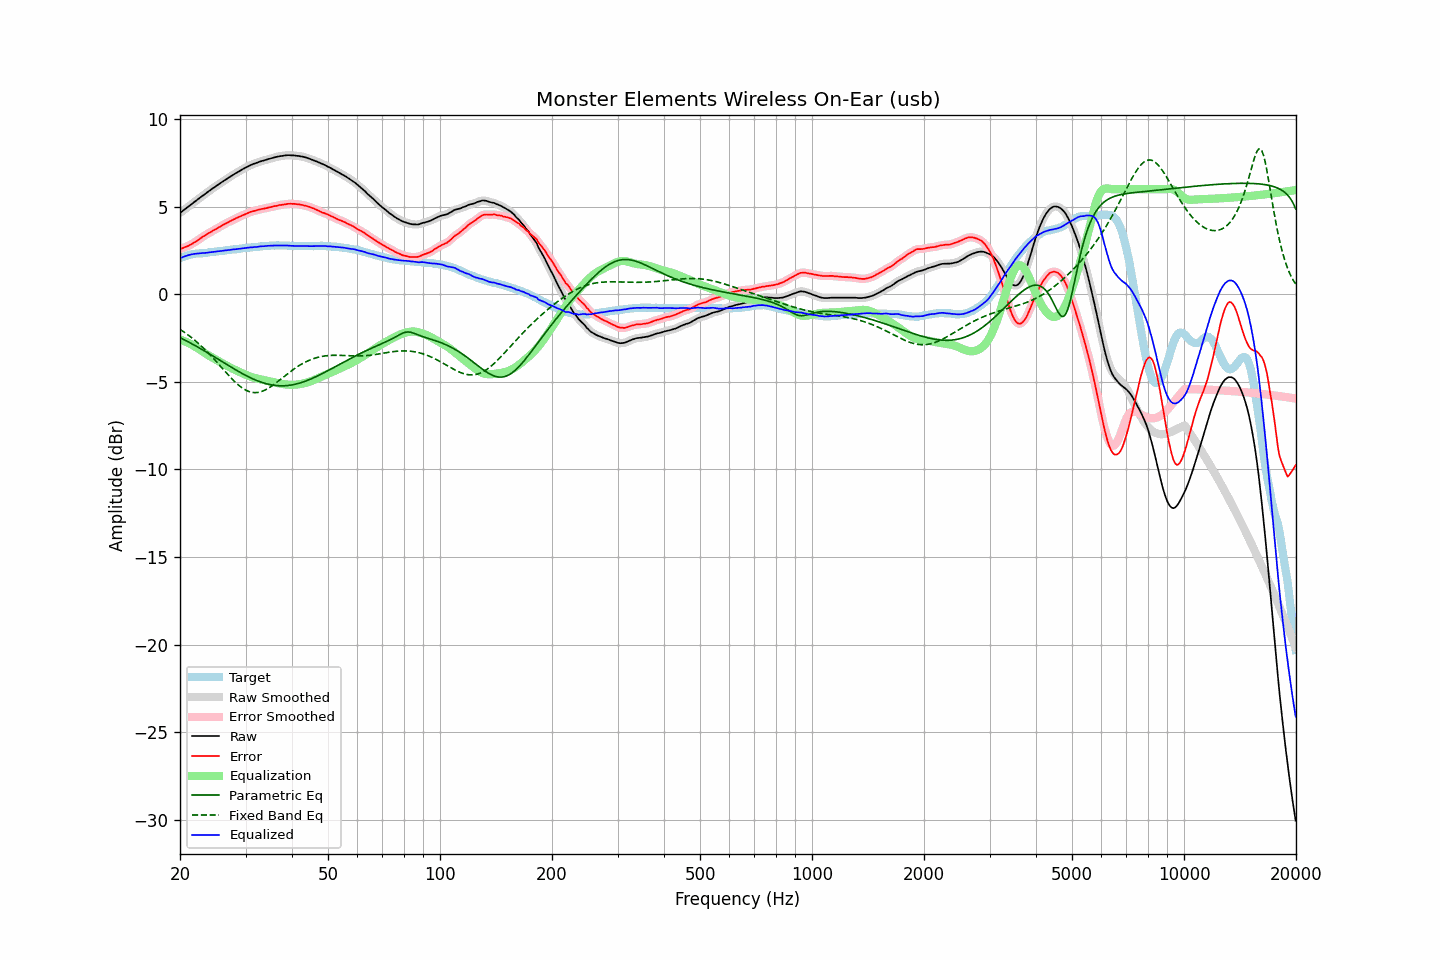 Monster Elements Wireless On-Ear (usb)
10
5
0
−5
−10
−15
−20
−25
−30
Amplitude (dBr)
Target
Raw Smoothed
Error Smoothed
Raw
Error
Equalization
Parametric Eq
Fixed Band Eq
Equalized
20 50 100 200 500 1000 2000 5000 10000 20000
Frequency (Hz)